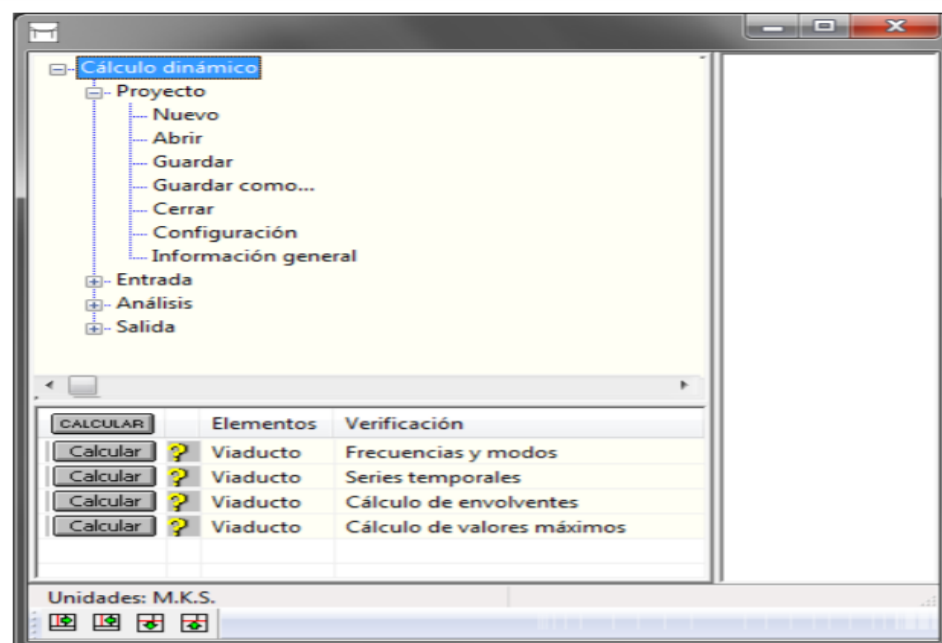 Cálculo dinámico
Proyecto
Nuevo
Abrir
Guardar
Guardar como...
Cerrar
Configuración
Información general
Entrada
Análisis
Salida
CALCULAR Elementos Verificación
Calcular ? Viaducto Frecuencias y modos
Calcular ? Viaducto Series temporales
Calcular ? Viaducto Cálculo de envolventes
Calcular ? Viaducto Cálculo de valores máximos
Unidades: M.K.S.